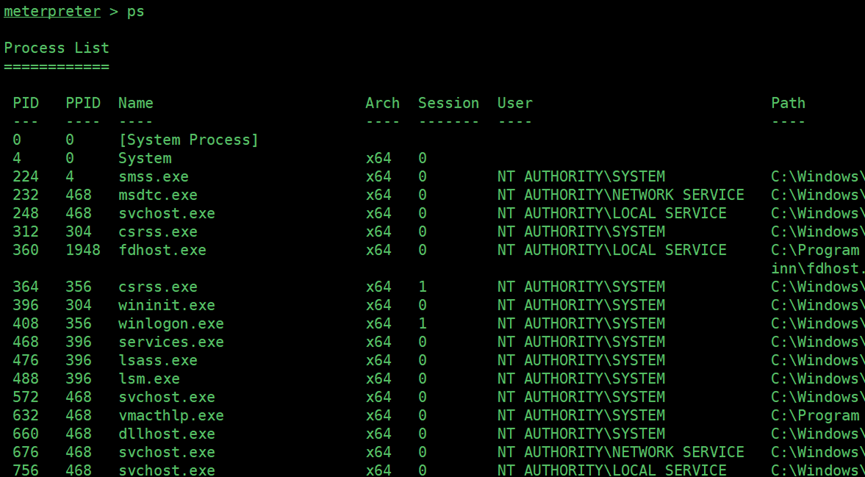 meterpreter > ps
Process List
============
PID PPID Name Arch Session User Path
--- ---- ---- ---- ------- ---- ----
0 0 [System Process]
4 0 System x64 0
224 4 smss.exe x64 0 NT AUTHORITY\SYSTEM C:\Windows\
232 468 msdtc.exe x64 0 NT AUTHORITY\NETWORK SERVICE C:\Windows\
248 468 svchost.exe x64 0 NT AUTHORITY\LOCAL SERVICE C:\Windows\
312 304 csrss.exe x64 0 NT AUTHORITY\SYSTEM C:\Windows\
360 1948 fdhost.exe x64 0 NT AUTHORITY\LOCAL SERVICE C:\Program
inn\fdhost.
364 356 csrss.exe x64 1 NT AUTHORITY\SYSTEM C:\Windows\
396 304 wininit.exe x64 0 NT AUTHORITY\SYSTEM C:\Windows\
408 356 winlogon.exe x64 1 NT AUTHORITY\SYSTEM C:\Windows\
468 396 services.exe x64 0 NT AUTHORITY\SYSTEM C:\Windows\
476 396 lsass.exe x64 0 NT AUTHORITY\SYSTEM C:\Windows\
488 396 lsm.exe x64 0 NT AUTHORITY\SYSTEM C:\Windows\
572 468 svchost.exe x64 0 NT AUTHORITY\SYSTEM C:\Windows\
632 468 vmacthlp.exe x64 0 NT AUTHORITY\SYSTEM C:\Program
660 468 dllhost.exe x64 0 NT AUTHORITY\SYSTEM C:\Windows\
676 468 svchost.exe x64 0 NT AUTHORITY\NETWORK SERVICE C:\Windows\
756 468 svchost.exe x64 0 NT AUTHORITY\LOCAL SERVICE C:\Windows\